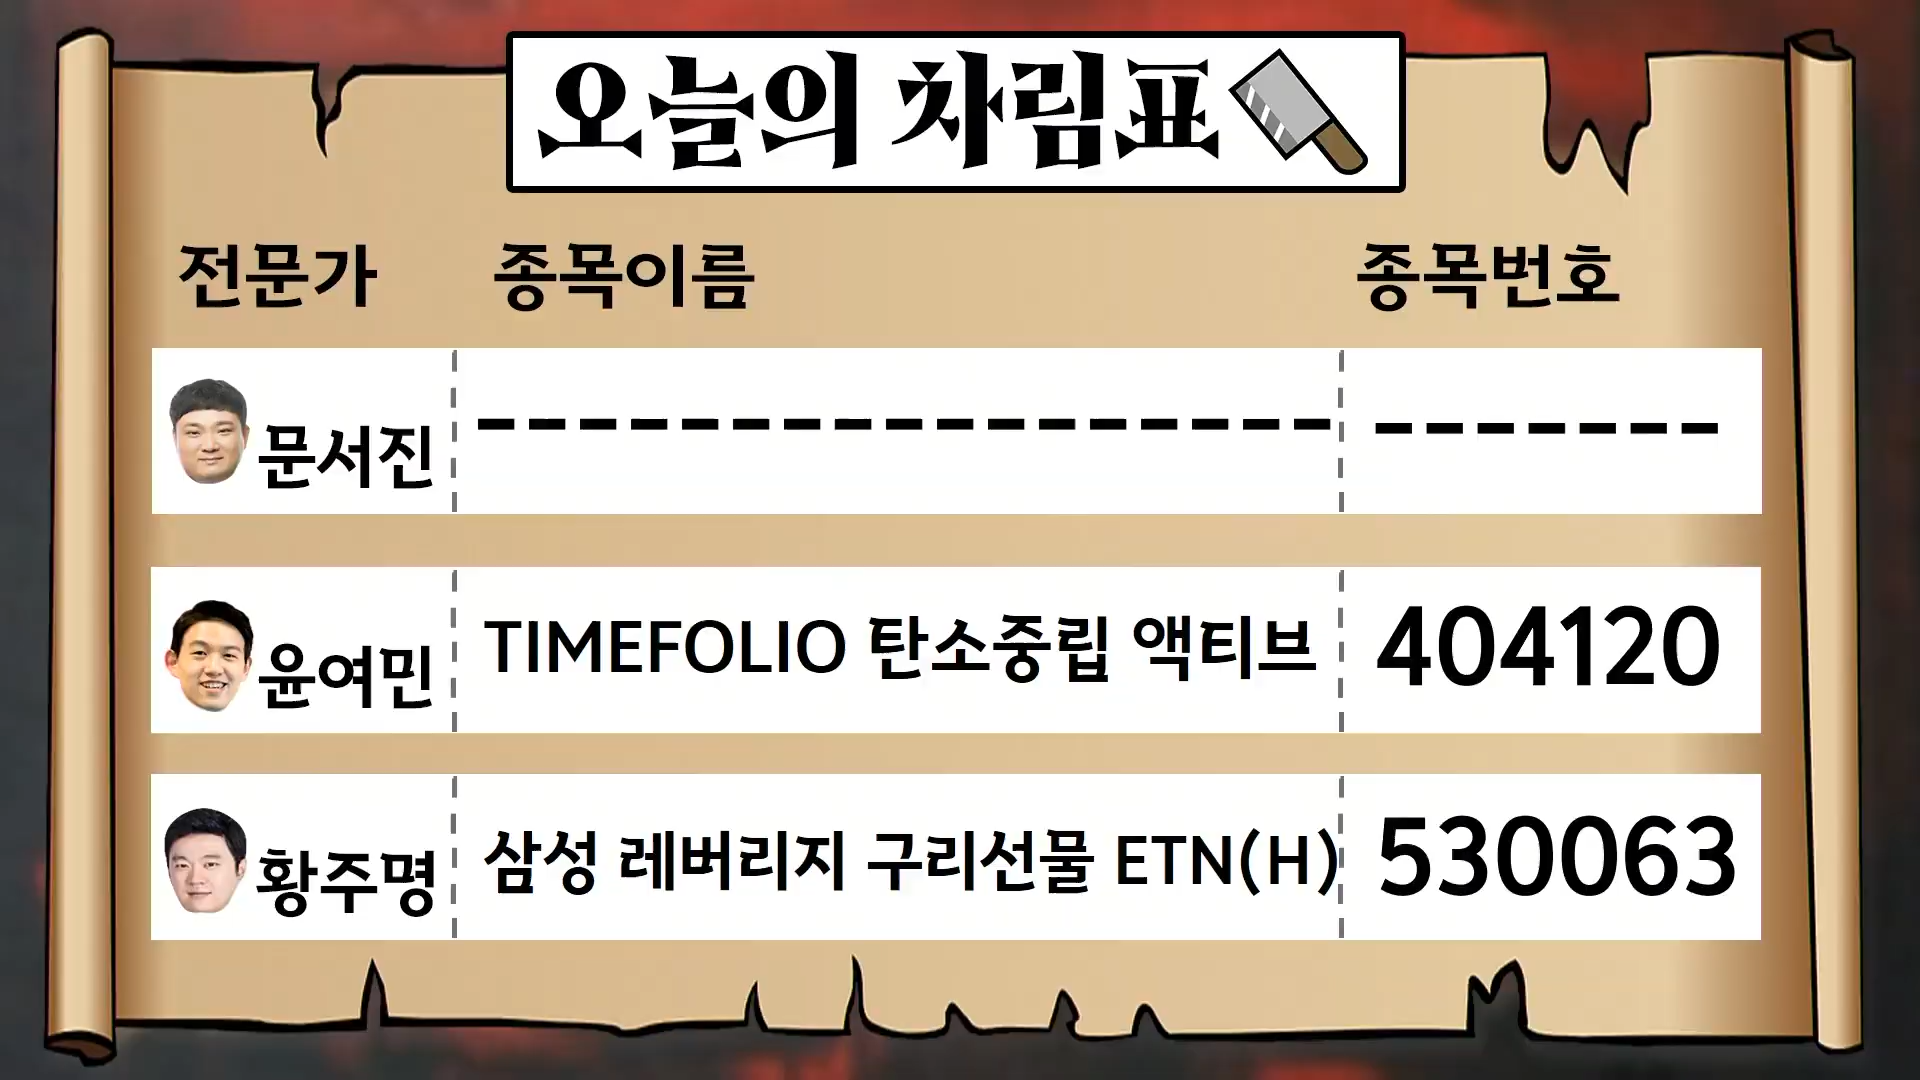 오늘의 차림표
전문가 종목이름 종목번호
문서진 ----------------- -------
윤여민 TIMEFOLIO 탄소중립 액티브 404120
황주명 삼성 레버리지 구리선물 ETN(H) 530063